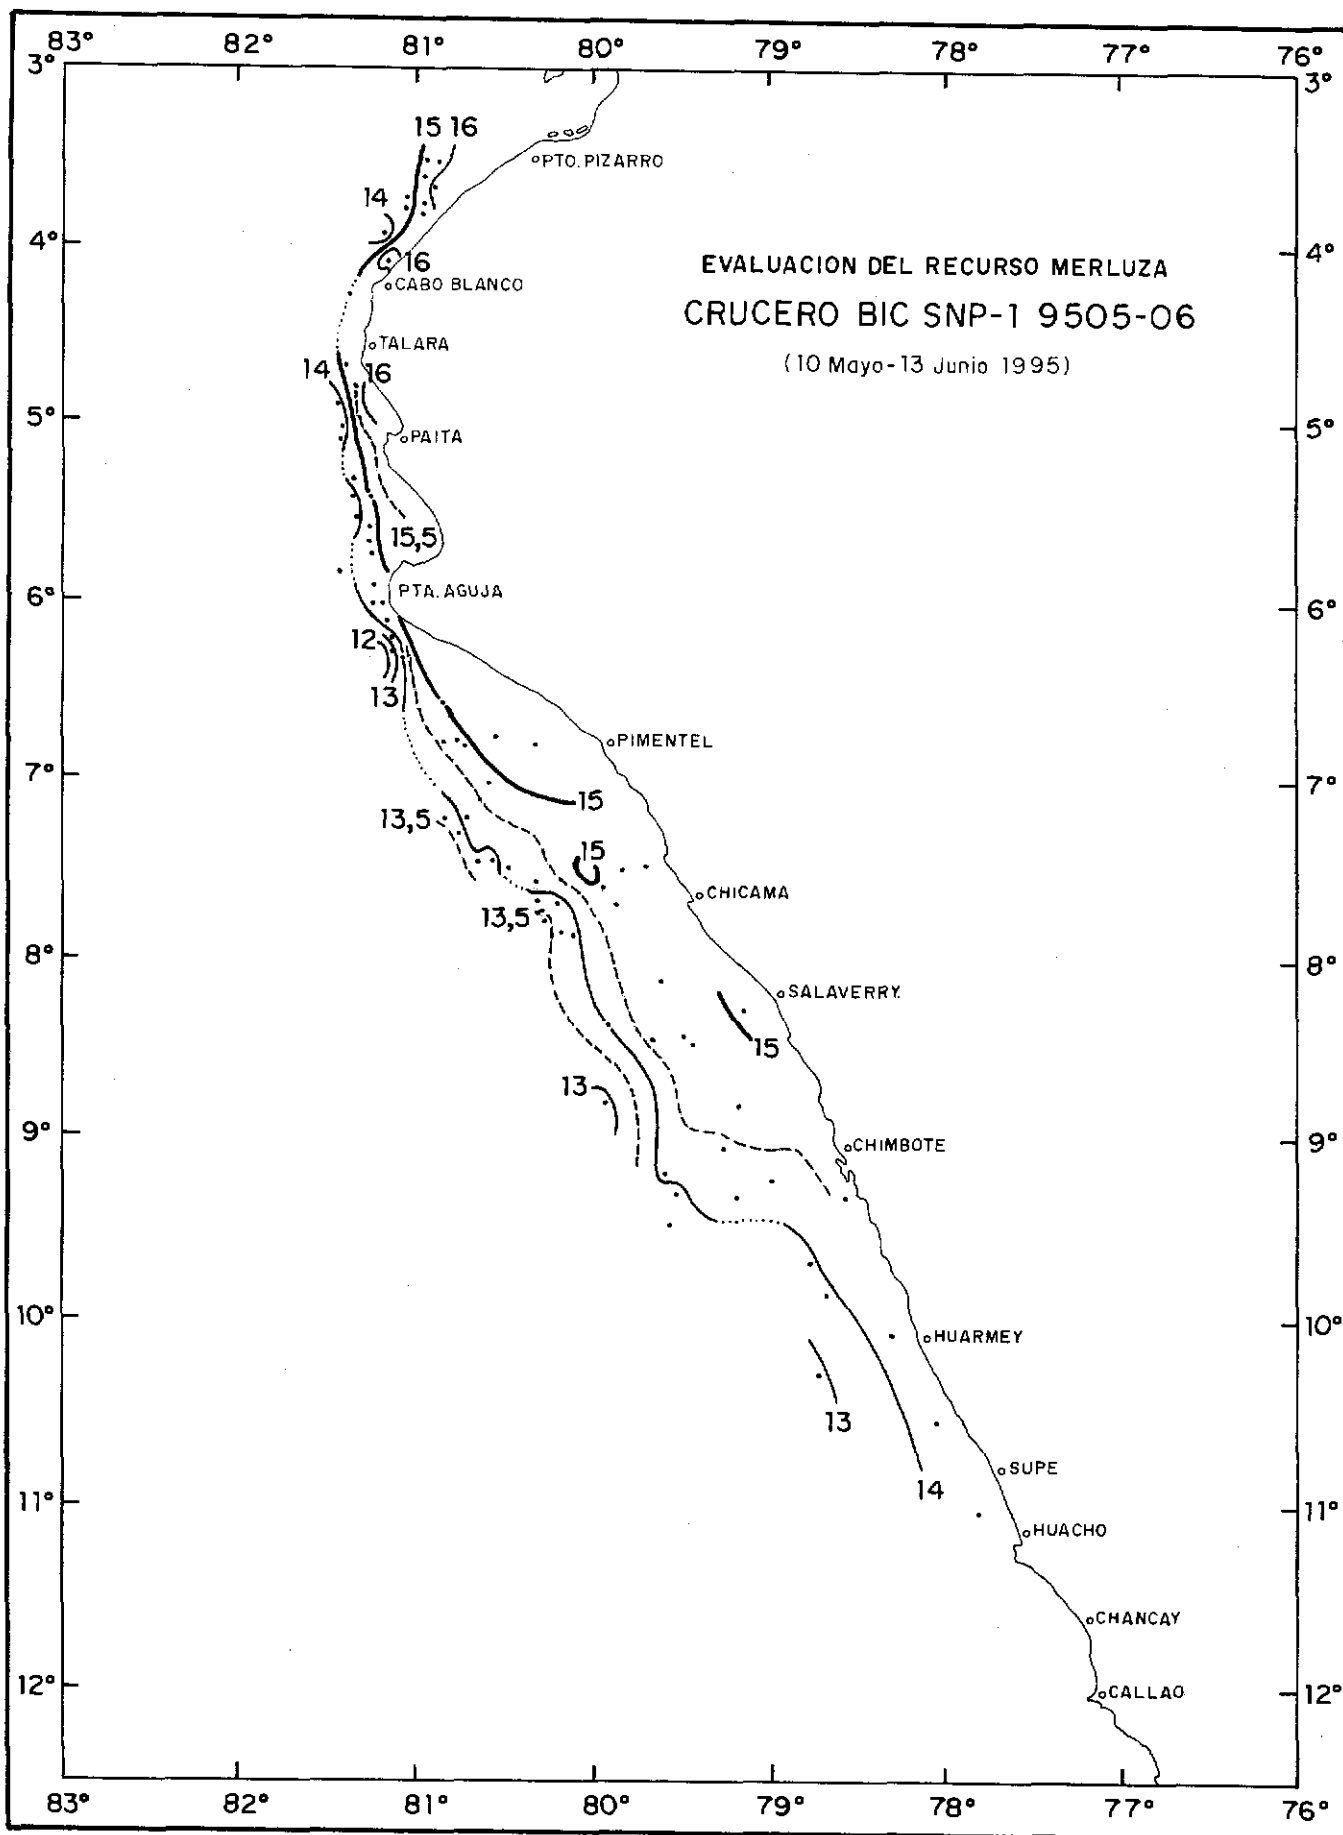 83° 82° 81° 80° 79° 78° 77° 76°
3° 3°
15 16
PTO. PIZARRO
14
4° 4°
16
EVALUACION DEL RECURSO MERLUZA
CABO BLANCO
CRUCERO BIC SNP-1 9505-06
TALARA
(10 Mayo-13 Junio 1995)
14 16
5° 5°
PAITA
15,5
PTA. AGUJA
6° 6°
12
13
PIMENTEL
7° 7°
15
13,5
15
CHICAMA
13,5
8° 8°
SALAVERRY.
15
13
9° 9°
CHIMBOTE
10° 10°
HUARMEY
13
SUPE
14
11° 11°
HUACHO
CHANCAY
12° 12°
CALLAO
83° 82° 81° 80° 79° 78° 77° 76°